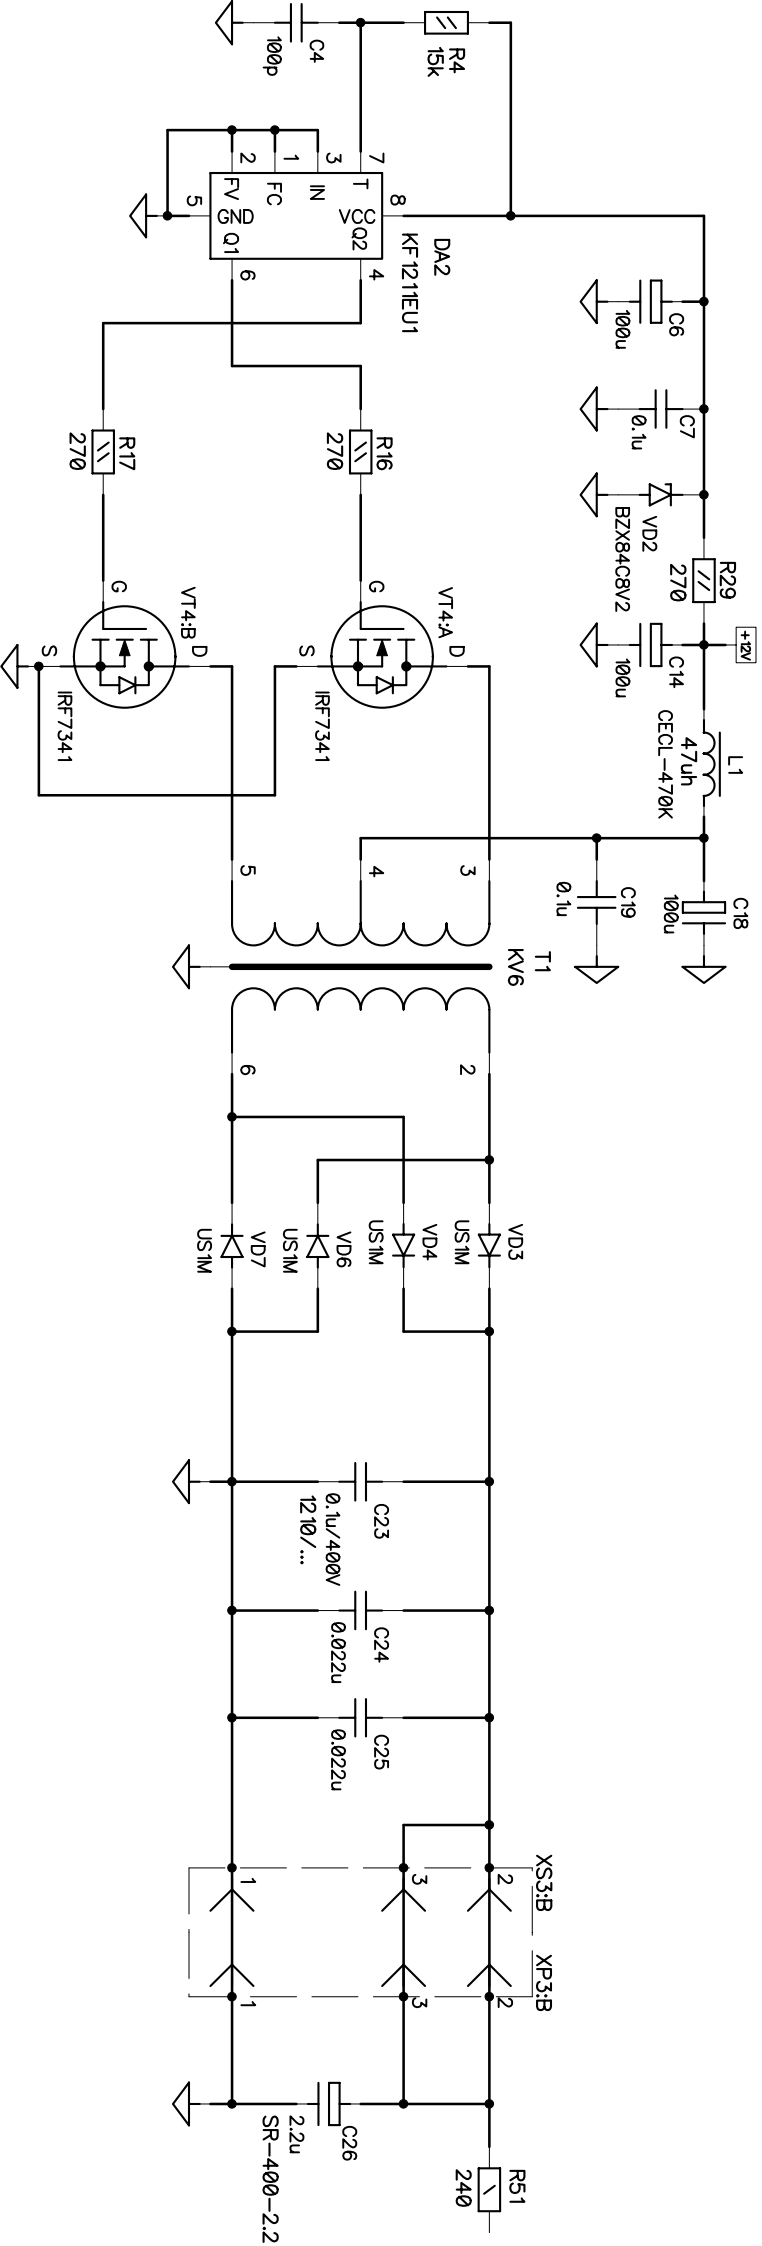 C4
100p
R4
15k
7
3
1
2
T
IN
FC
FV
8
VCC
GND
5
Q2
Q1
4
6
DA2
KF1211EU1
C6
100u
C7
0.1u
VD2
BZX84C8V2
R29
270
+12V
C14
100u
L1
47uh
CECL-470K
C18
100u
C19
0.1u
R17
270
R16
270
G
VT4:B
D
S
IRF7341
G
VT4:A
D
S
IRF7341
5
4
3
T1
KV6
6
2
VD7
US1M
VD6
US1M
VD4
US1M
VD3
US1M
C23
0.1u/400V
1210/...
C24
0.022u
C25
0.022u
XS3:B
XP3:B
1
3
2
1
3
2
C26
2.2u
SR-400-2.2
R51
240